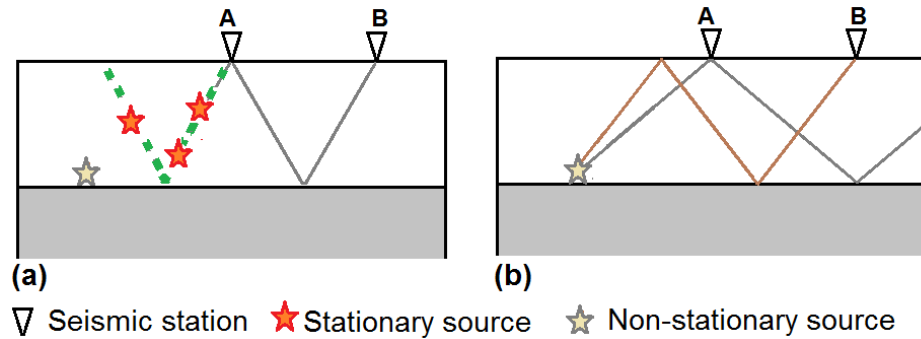 A B
A B
(a)
(b)
Seismic station
Stationary source
Non-stationary source